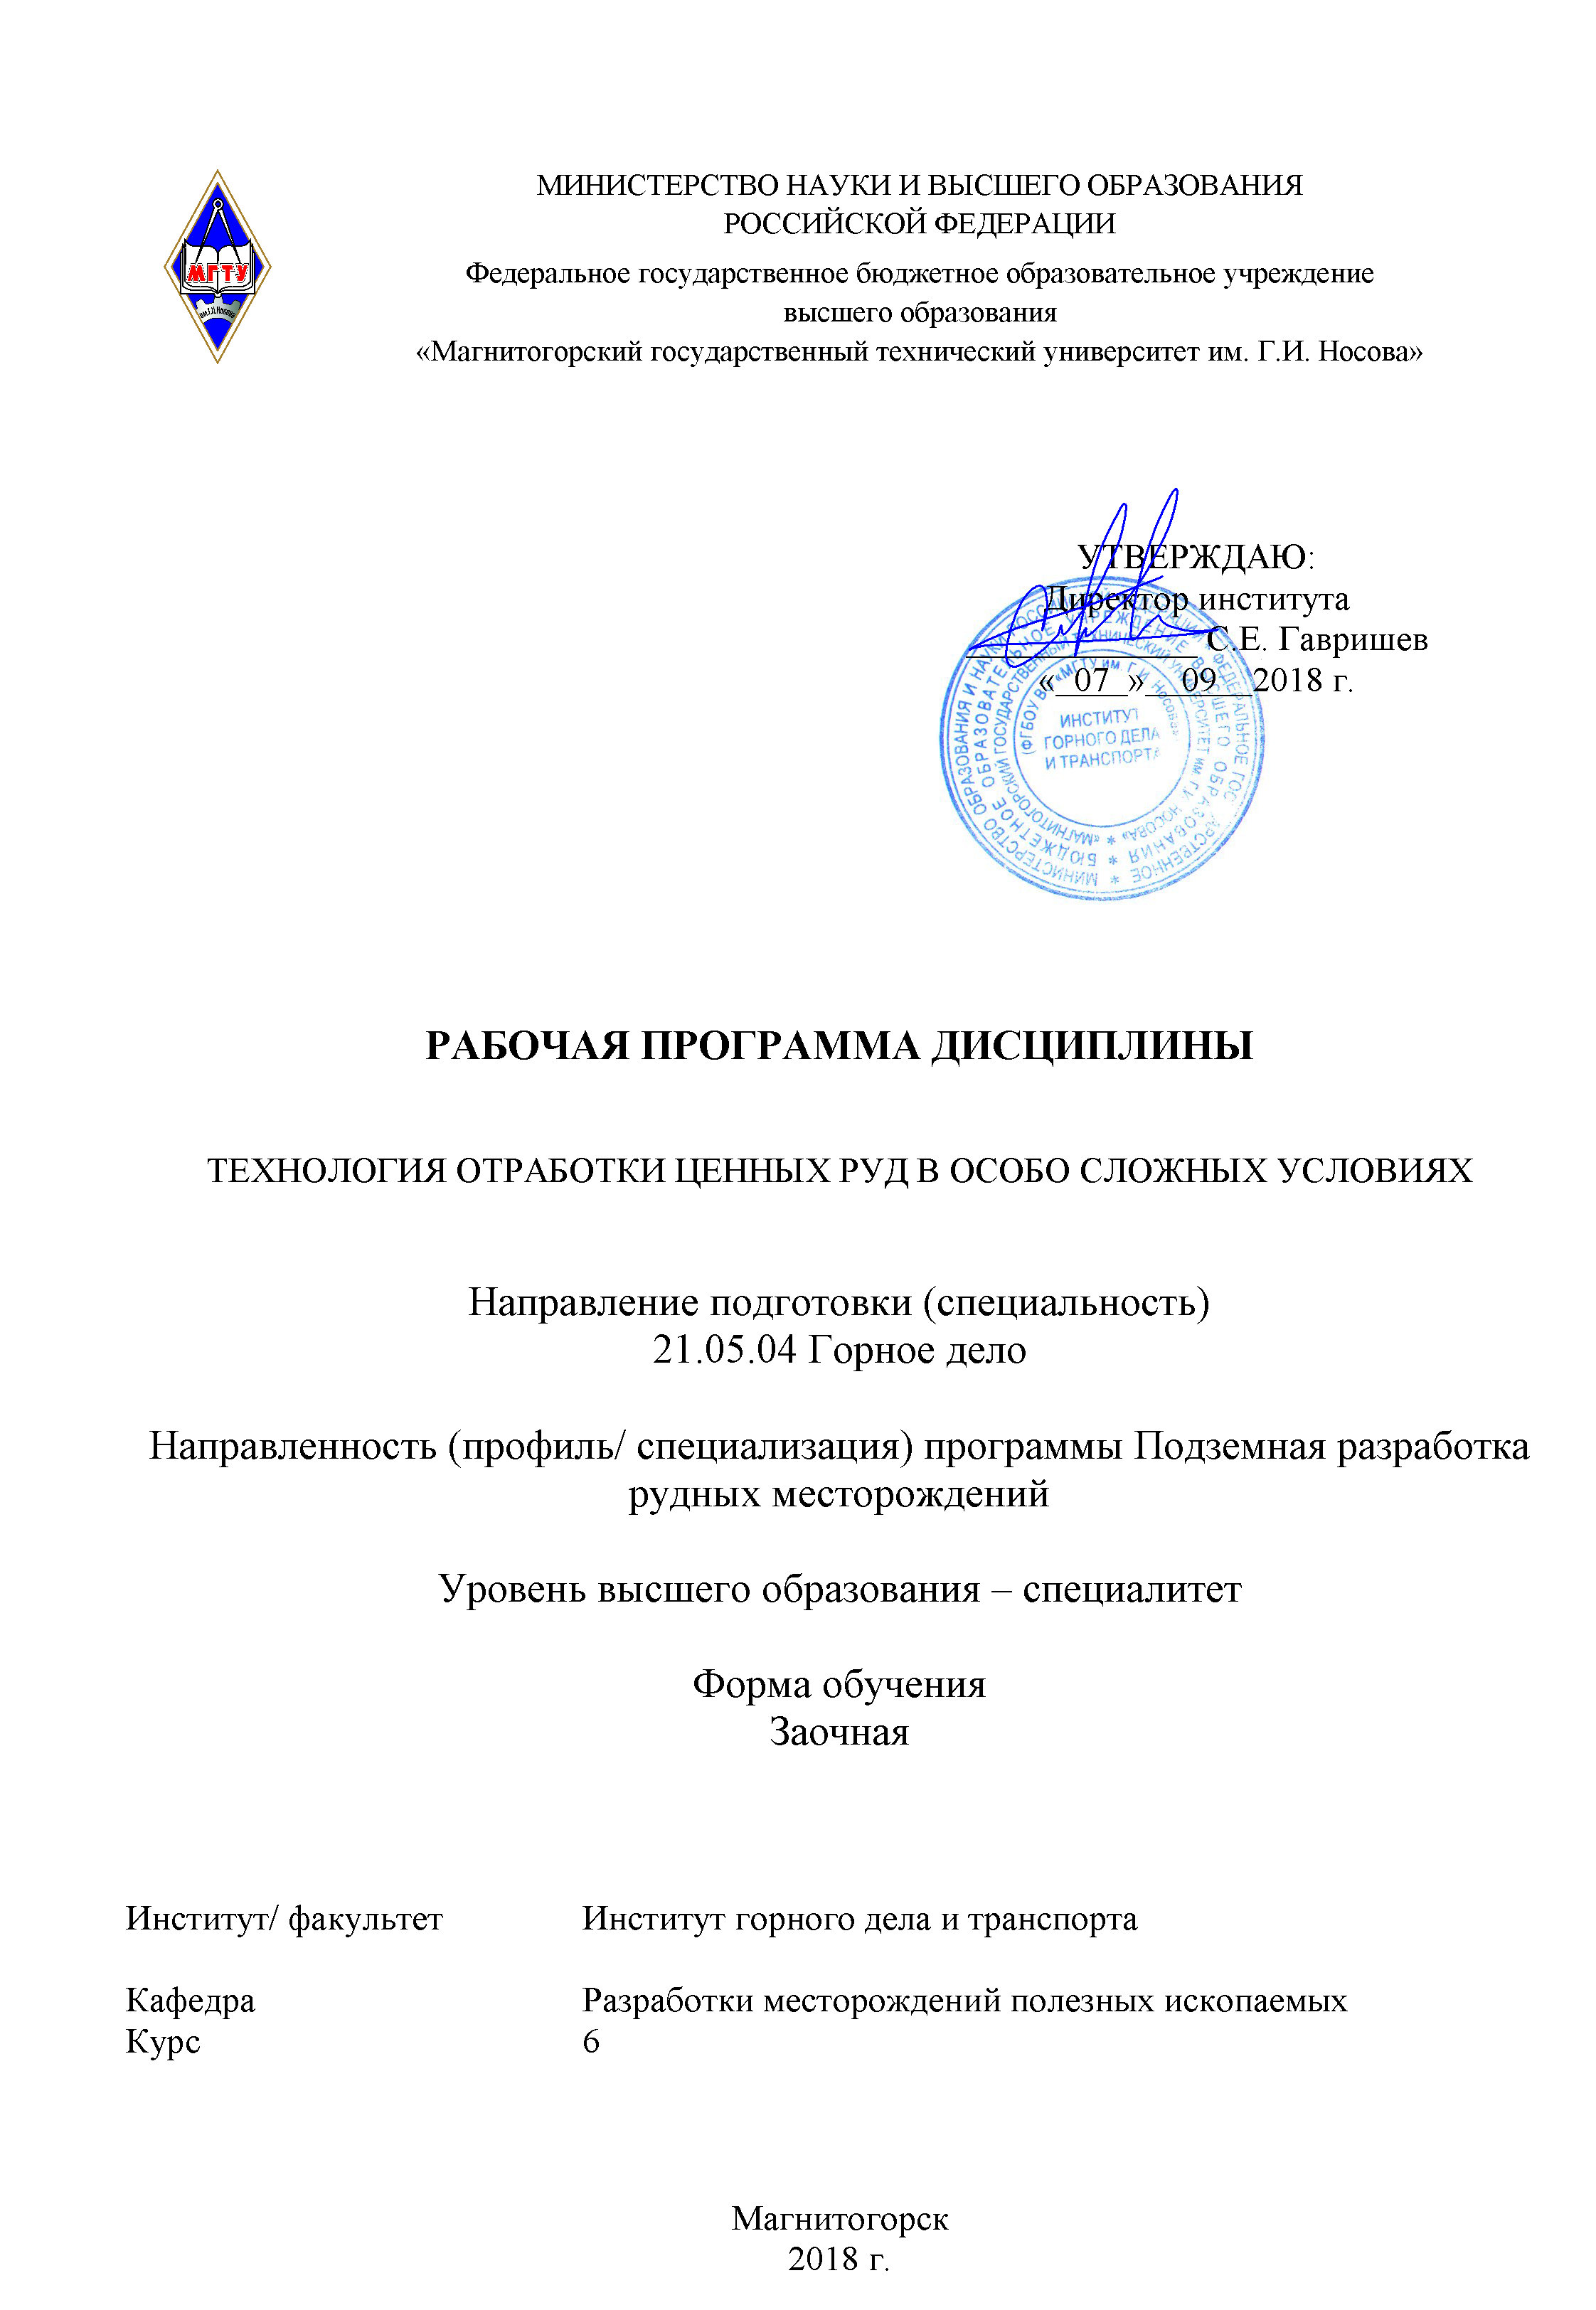 МИНИСТЕРСТВО НАУКИ И ВЫСШЕГО ОБРАЗОВАНИЯ
РОССИЙСКОЙ ФЕДЕРАЦИИ
Федеральное государственное бюджетное образовательное учреждение
высшего образования
«Магнитогорский государственный технический университет им. Г.И. Носова»
МГТУ
им.Г.И.Носова
УТВЕРЖДАЮ:
Директор института
С.Е. Гавришев
« 07 » 09 2018 г.
ИНСТИТУТ
ГОРНОГО ДЕЛА
И ТРАНСПОРТА
РАБОЧАЯ ПРОГРАММА ДИСЦИПЛИНЫ
ТЕХНОЛОГИЯ ОТРАБОТКИ ЦЕННЫХ РУД В ОСОБО СЛОЖНЫХ УСЛОВИЯХ
Направление подготовки (специальность)
21.05.04 Горное дело
Направленность (профиль/ специализация) программы Подземная разработка
рудных месторождений
Уровень высшего образования – специалитет
Форма обучения
Заочная
Институт/ факультет Институт горного дела и транспорта
Кафедра Разработки месторождений полезных ископаемых
Курс 6
Магнитогорск
2018 г.